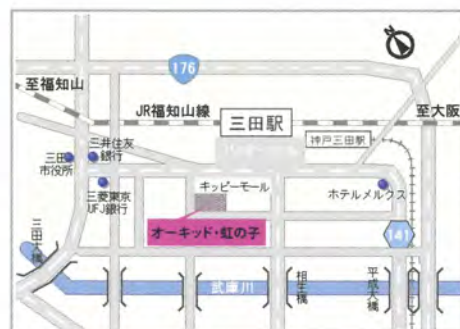 176
至福知山
JR福知山線
三田駅
至大阪
神戸三田駅
三井住友
銀行
三田
市役所
三菱東京
UFJ銀行
キッピーモール
ホテルメルクス
オーキッド・虹の子
141
三田大橋
武庫川
相生橋
平成大橋